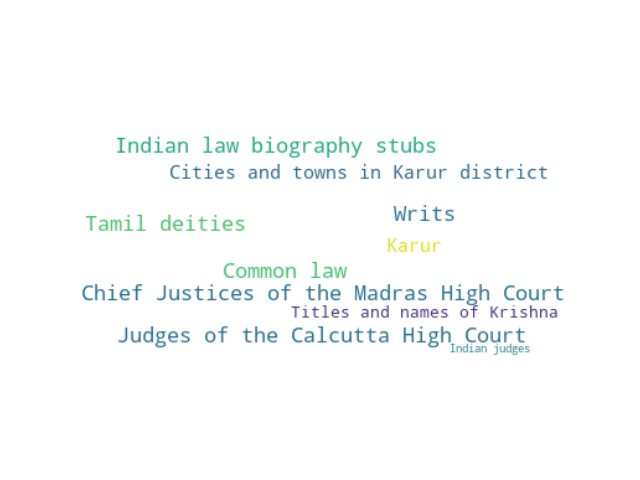 Indian law biography stubs
Cities and towns in Karur district
Writs
Tamil deities
Karur
Common law
Chief Justices of the Madras High Court
Titles and names of Krishna
Judges of the Calcutta High Court
Indian judges